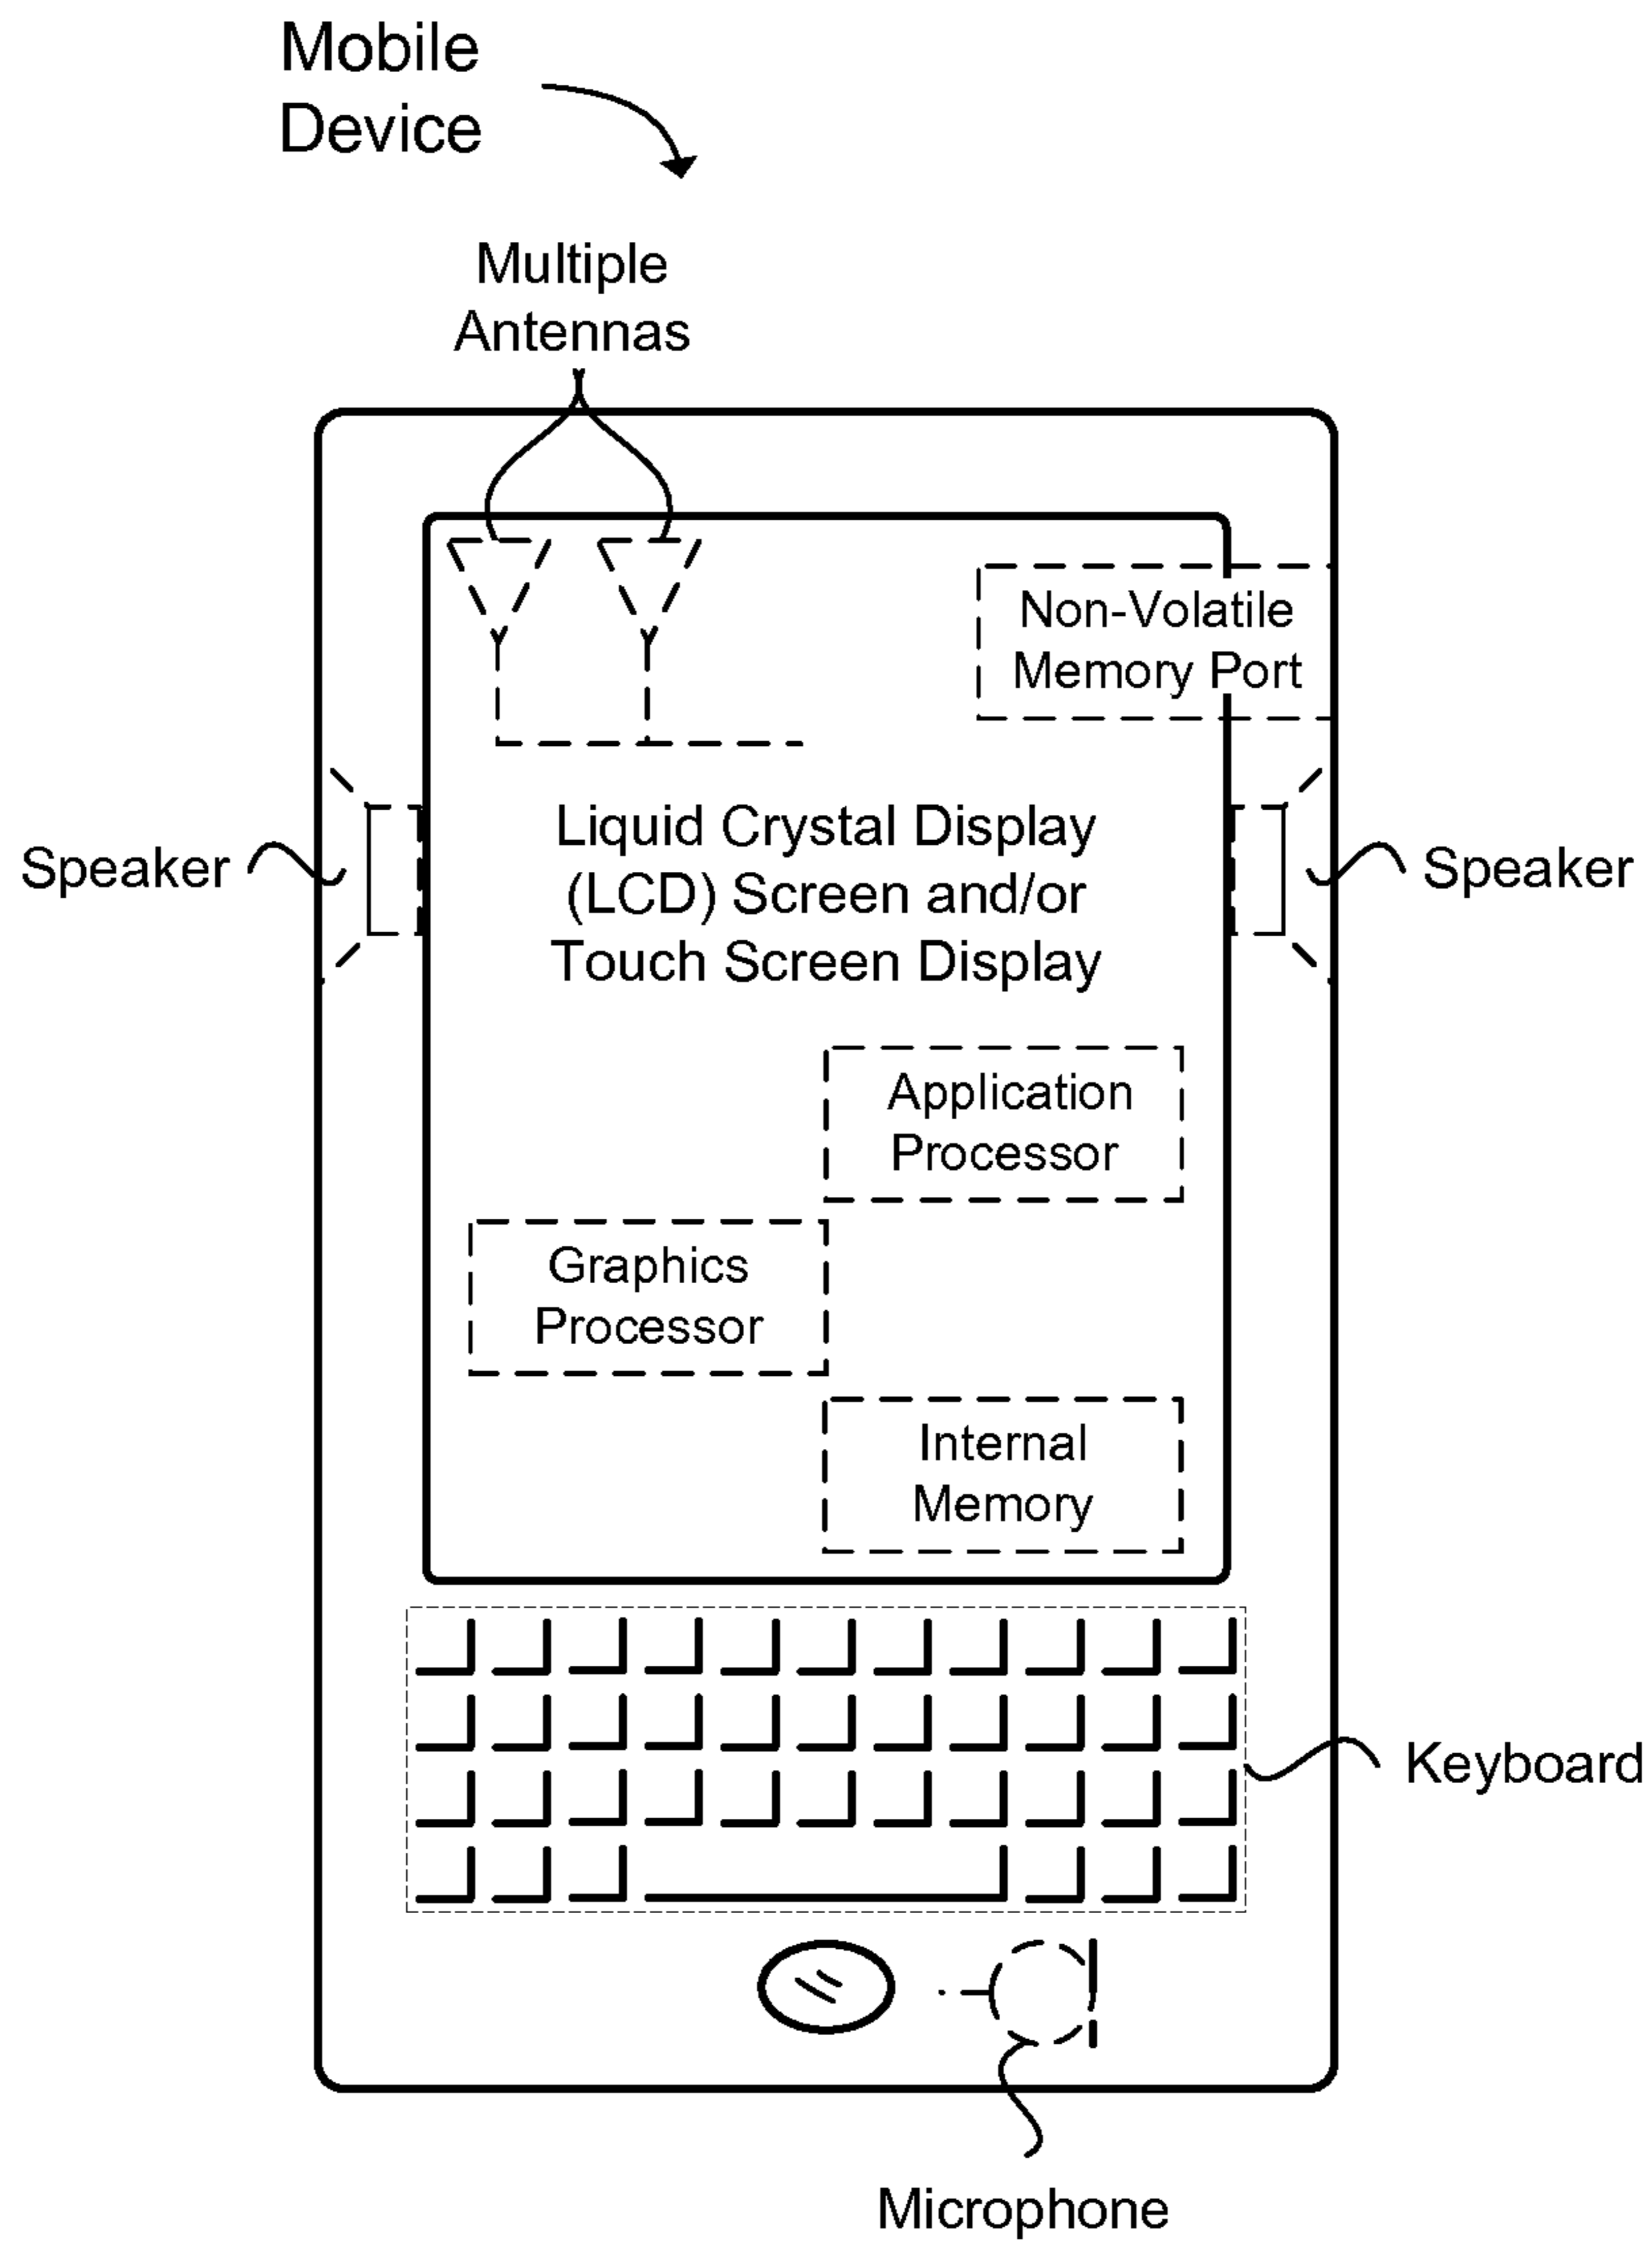 Mobile
Device
Multiple
Antennas
Non-Volatile
Memory Port
Speaker
Liquid Crystal Display
(LCD) Screen and/or
Touch Screen Display
Speaker
Application
Processor
Graphics
Processor
Internal
Memory
Keyboard
Microphone